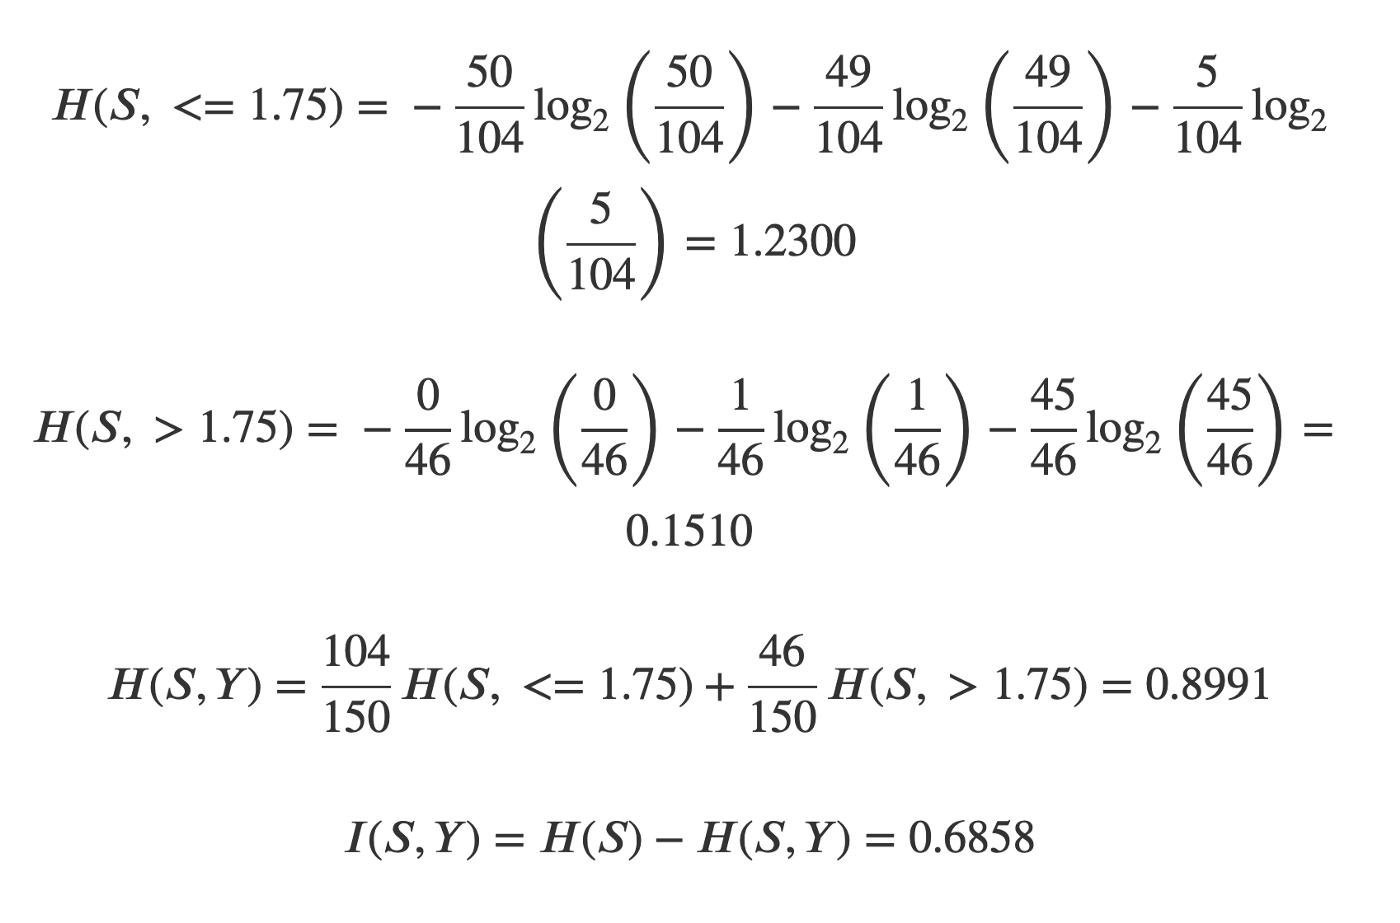 H(S, <= 1.75) = − 50/104 log₂ (50/104) − 49/104 log₂ (49/104) − 5/104 log₂
(5/104) = 1.2300
H(S, > 1.75) = − 0/46 log₂ (0/46) − 1/46 log₂ (1/46) − 45/46 log₂ (45/46) =
0.1510
H(S, Y) = 104/150 H(S, <= 1.75) + 46/150 H(S, > 1.75) = 0.8991
I(S, Y) = H(S) − H(S, Y) = 0.6858